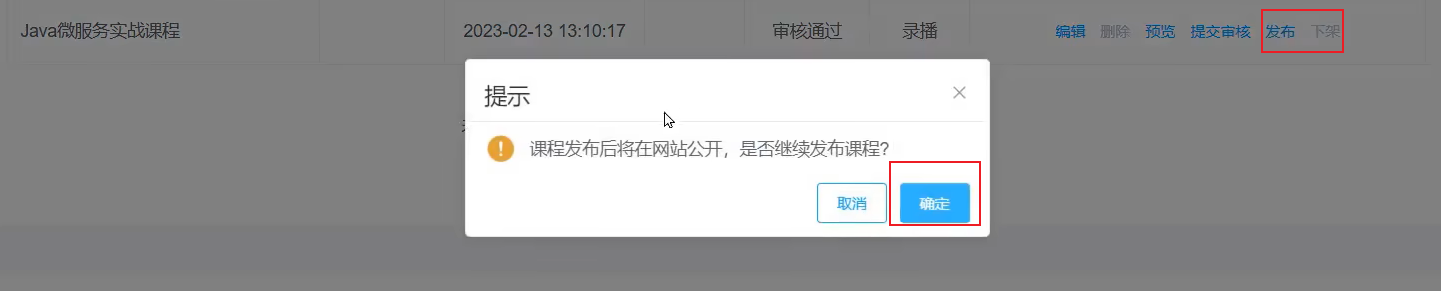 Java微服务实战课程 2023-02-13 13:10:17 审核通过 录播 编辑 删除 预览 提交审核 发布 下架
提示
课程发布后将在网站公开，是否继续发布课程?
取消 确定